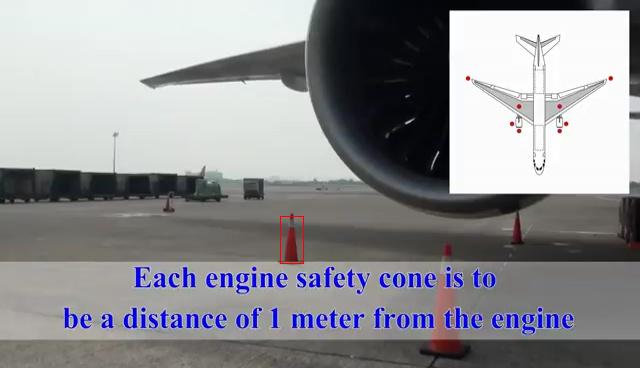 Each engine safety cone is to
be a distance of 1 meter from the engine